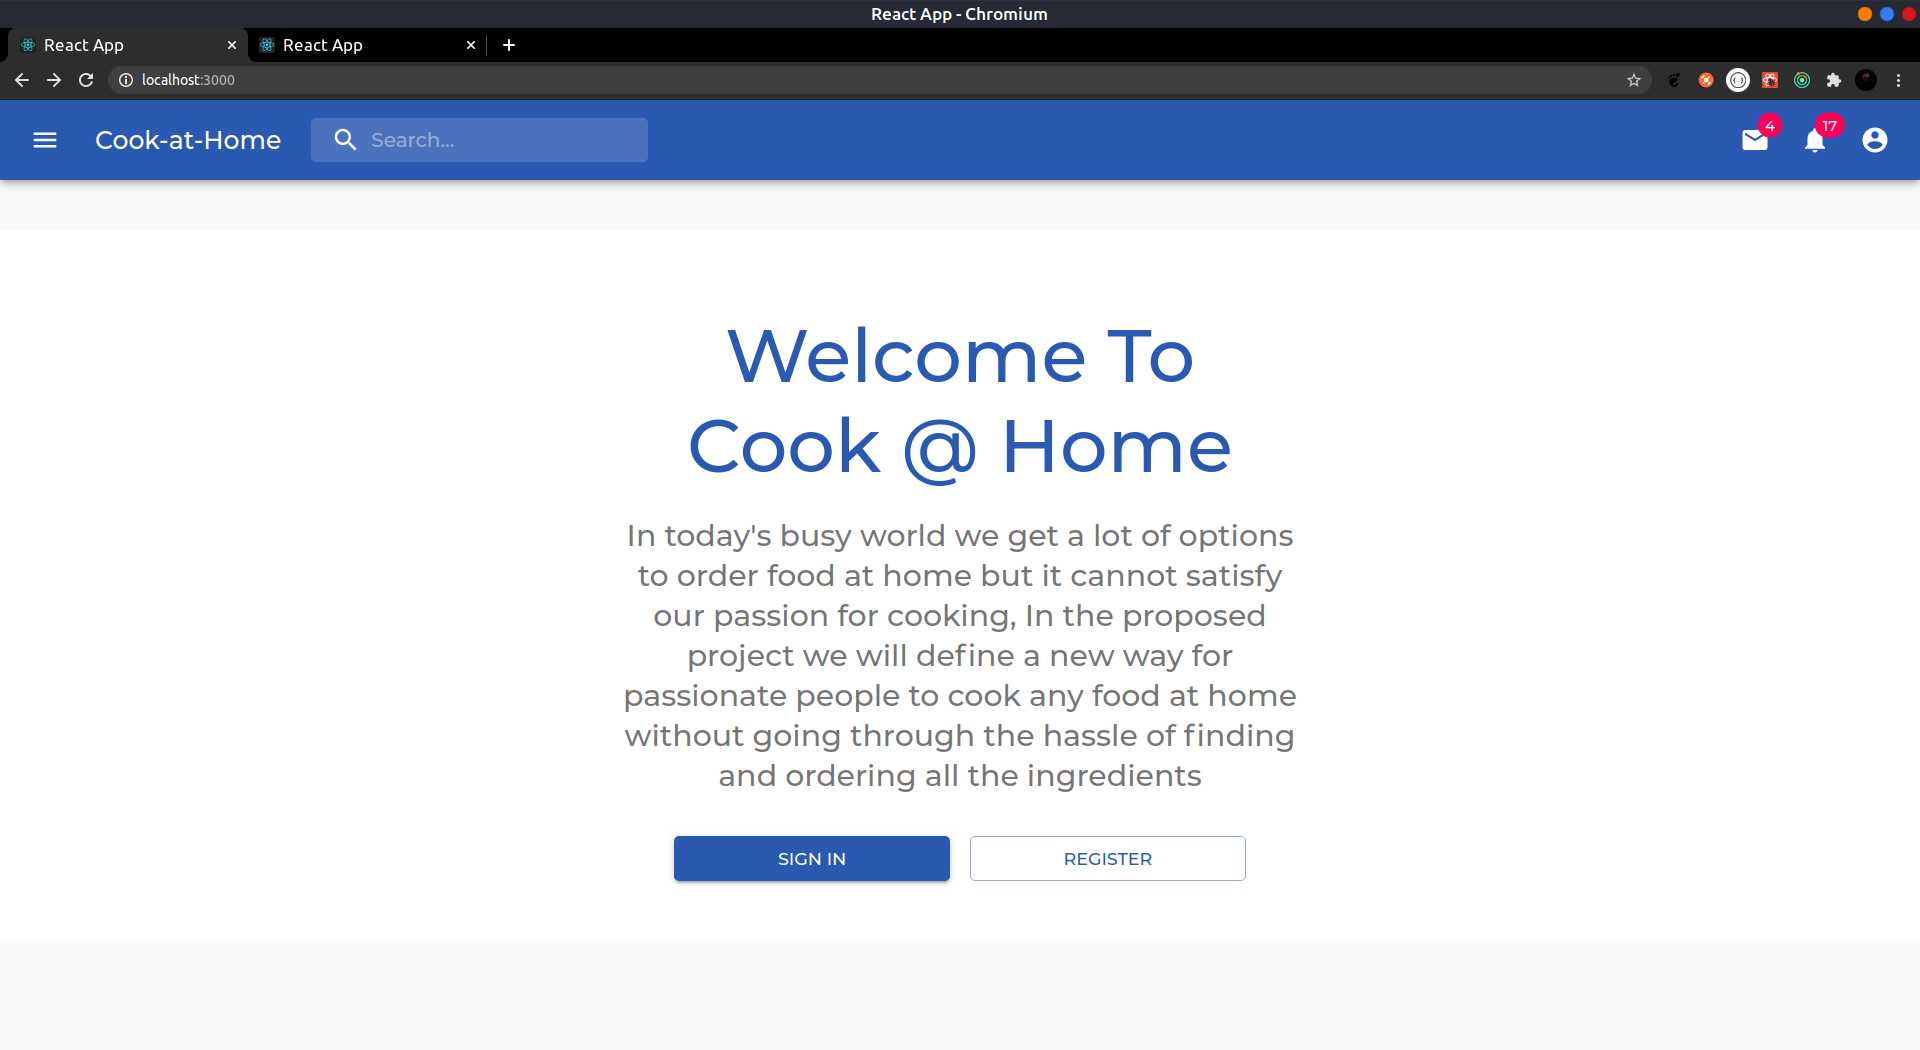 React App - Chromium
React App
React App
localhost:3000
Cook-at-Home
Search...
4
17
Welcome To
Cook @ Home
In today's busy world we get a lot of options
to order food at home but it cannot satisfy
our passion for cooking, In the proposed
project we will define a new way for
passionate people to cook any food at home
without going through the hassle of finding
and ordering all the ingredients
SIGN IN
REGISTER